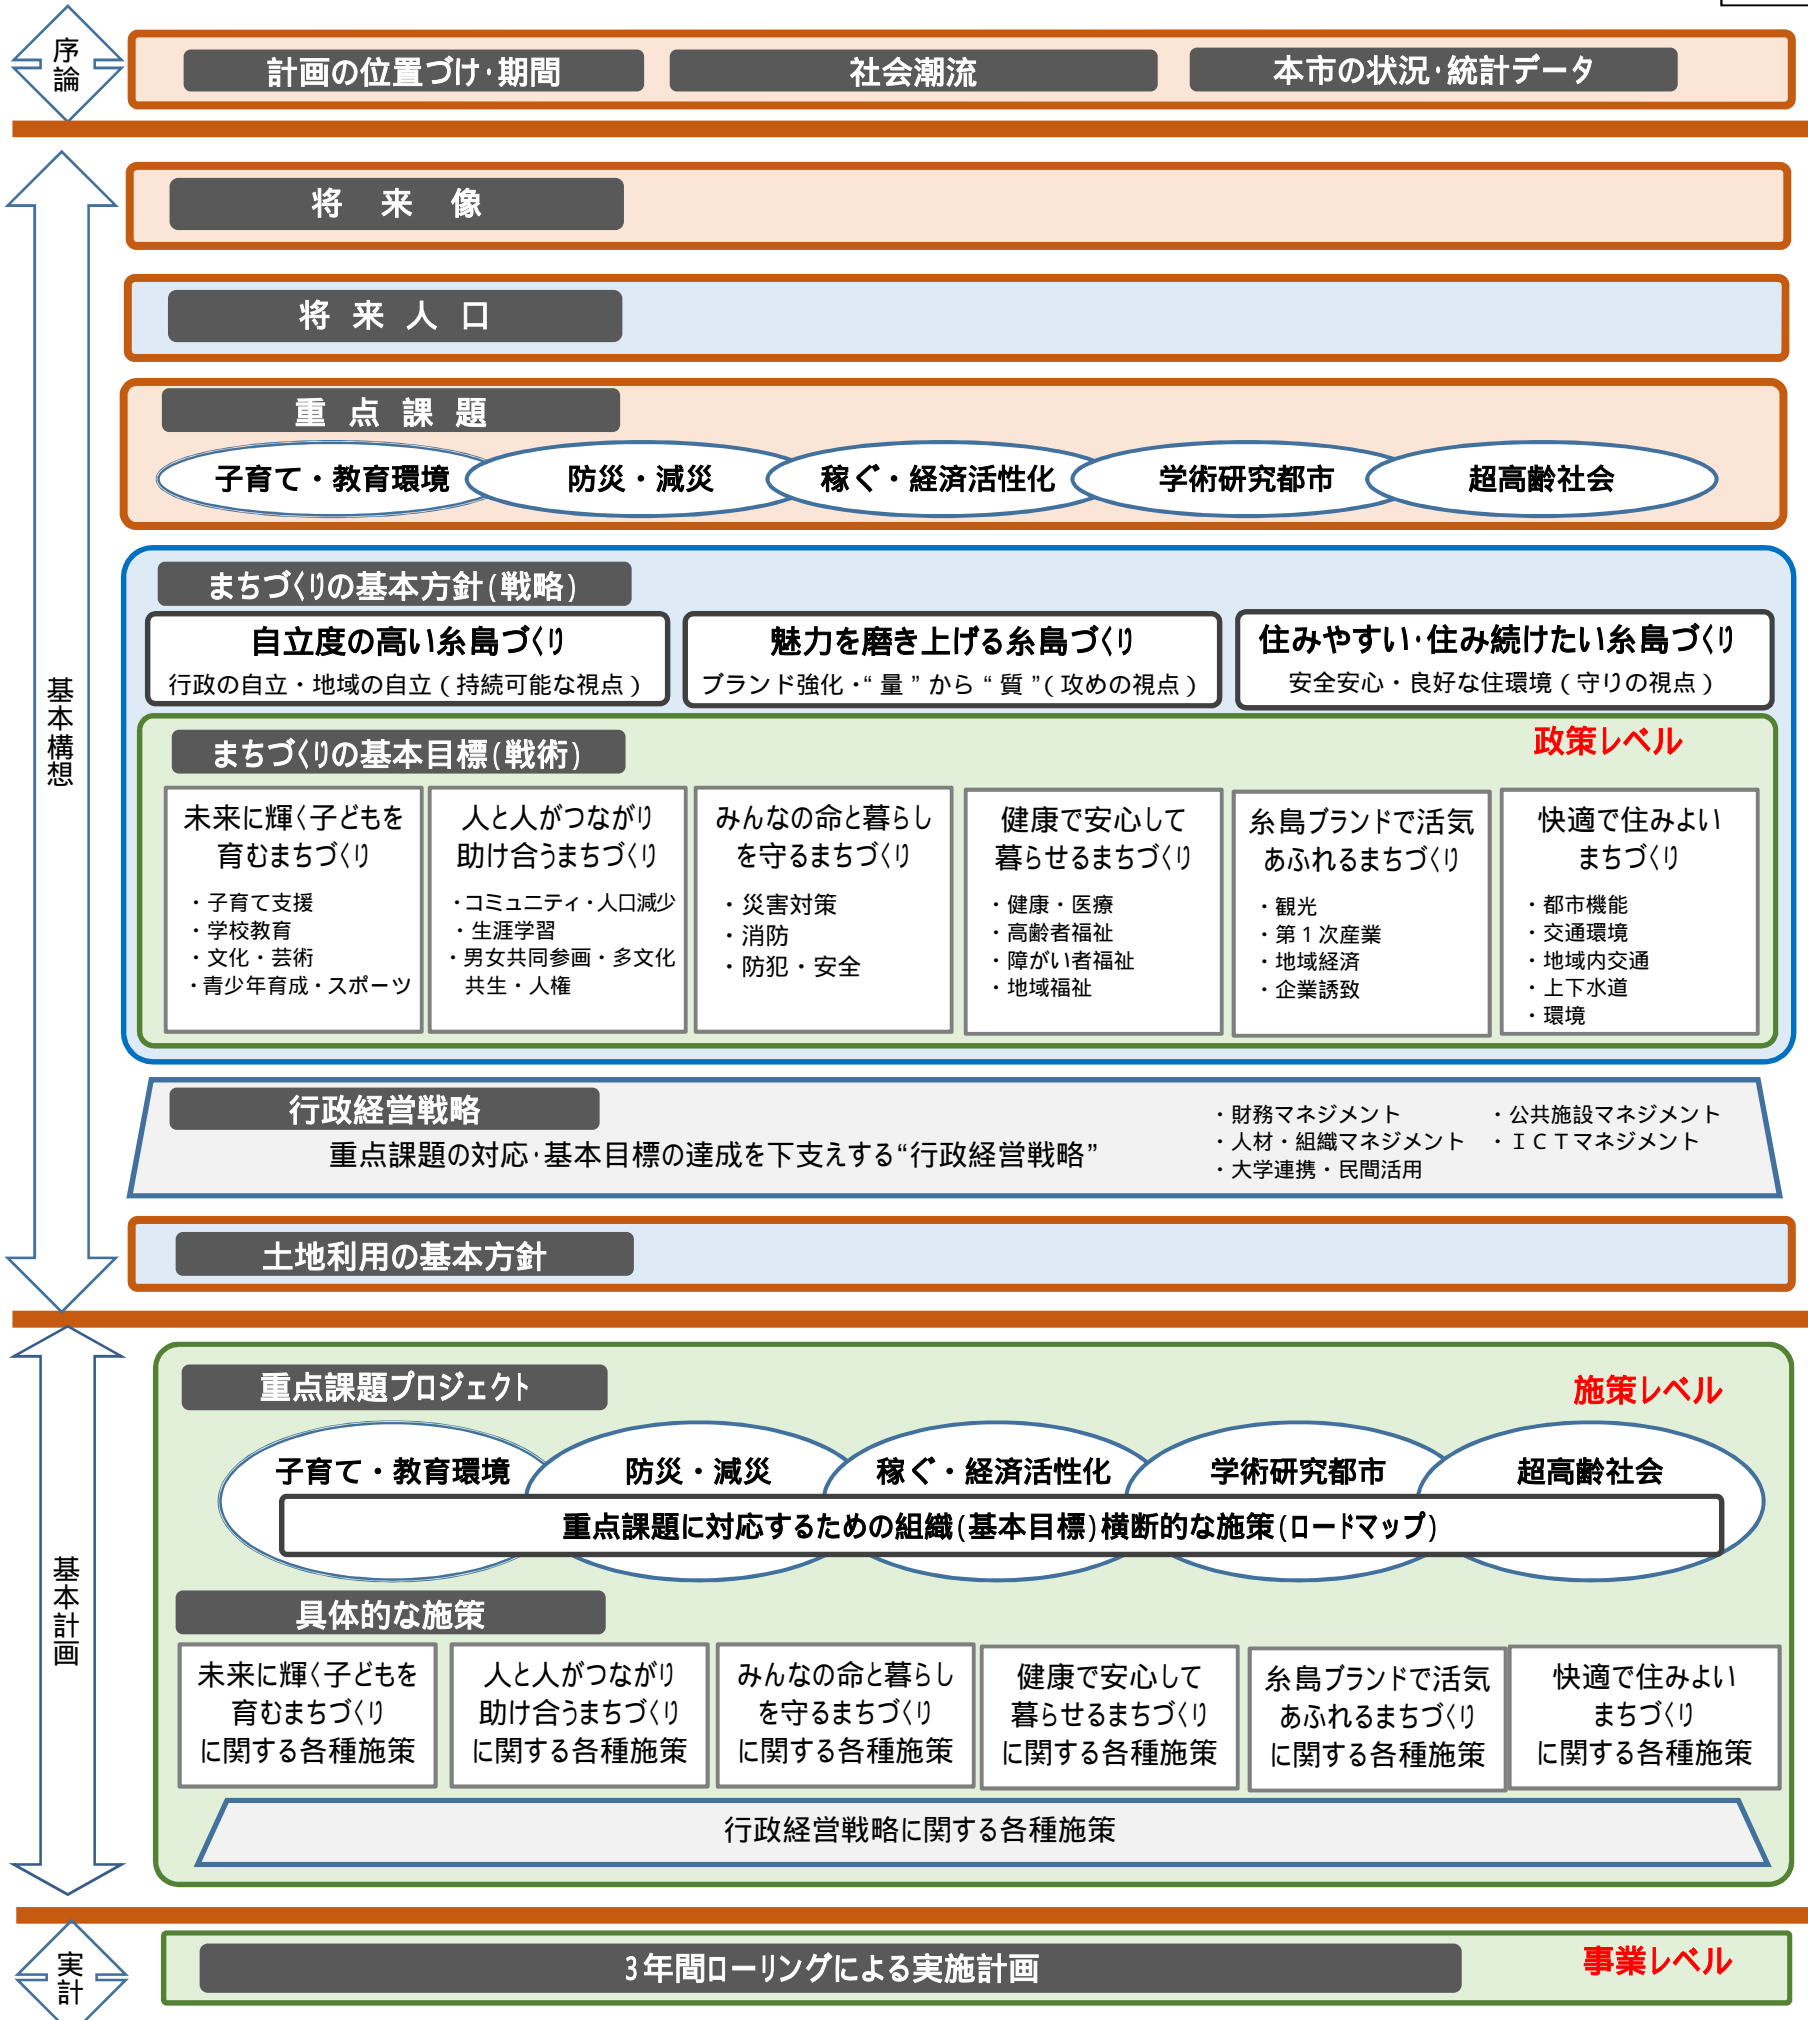 序論
計画の位置づけ・期間
社会潮流
本市の状況・統計データ
基本構想
将 来 像
将 来 人 口
重 点 課 題
子育て・教育環境
防災・減災
稼ぐ・経済活性化
学術研究都市
超高齢社会
まちづくりの基本方針(戦略)
自立度の高い糸島づくり
行政の自立・地域の自立(持続可能な視点)
魅力を磨き上げる糸島づくり
ブランド強化・“量”から“質”(攻めの視点)
住みやすい・住み続けたい糸島づくり
安全安心・良好な住環境(守りの視点)
まちづくりの基本目標(戦術)
政策レベル
未来に輝く子どもを
育むまちづくり
・子育て支援
・学校教育
・文化・芸術
・青少年育成・スポーツ
人と人がつながり
助け合うまちづくり
・コミュニティ・人口減少
・生涯学習
・男女共同参画・多文化
共生・人権
みんなの命と暮らし
を守るまちづくり
・災害対策
・消防
・防犯・安全
健康で安心して
暮らせるまちづくり
・健康・医療
・高齢者福祉
・障がい者福祉
・地域福祉
糸島ブランドで活気
あふれるまちづくり
・観光
・第1次産業
・地域経済
・企業誘致
快適で住みよい
まちづくり
・都市機能
・交通環境
・地域内交通
・上下水道
・環境
行政経営戦略
重点課題の対応・基本目標の達成を下支えする“行政経営戦略”
・財務マネジメント
・人材・組織マネジメント
・大学連携・民間活用
・公共施設マネジメント
・ICTマネジメント
土地利用の基本方針
基本計画
重点課題プロジェクト
施策レベル
子育て・教育環境
防災・減災
稼ぐ・経済活性化
学術研究都市
超高齢社会
重点課題に対応するための組織(基本目標)横断的な施策(ロードマップ)
具体的な施策
未来に輝く子どもを
育むまちづくり
に関する各種施策
人と人がつながり
助け合うまちづくり
に関する各種施策
みんなの命と暮らし
を守るまちづくり
に関する各種施策
健康で安心して
暮らせるまちづくり
に関する各種施策
糸島ブランドで活気
あふれるまちづくり
に関する各種施策
快適で住みよい
まちづくり
に関する各種施策
行政経営戦略に関する各種施策
実計
3年間ローリングによる実施計画
事業レベル